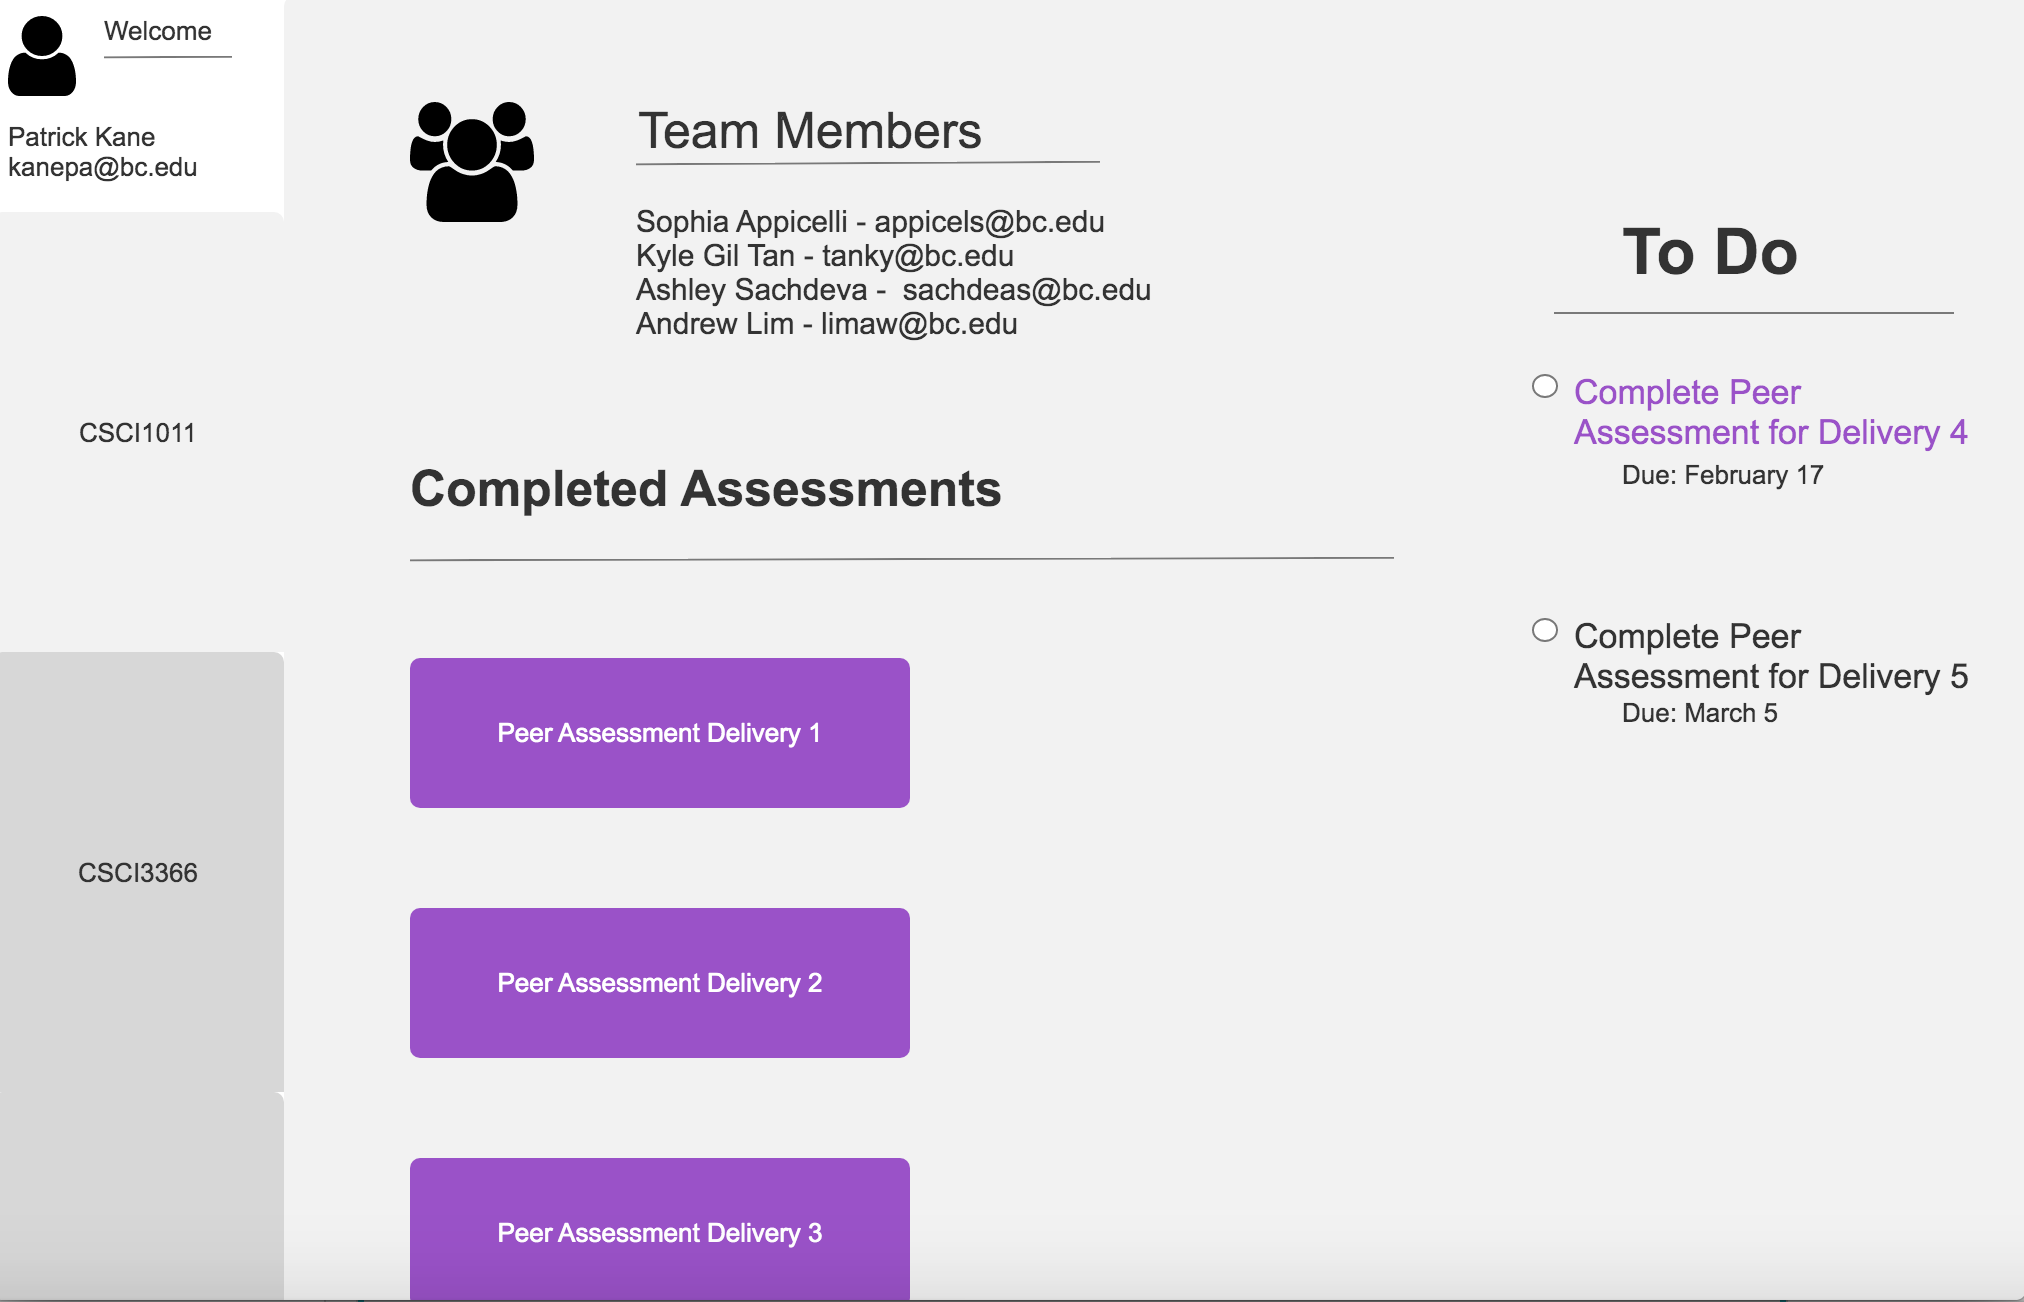 Welcome
Patrick Kane
kanepa@bc.edu
CSCI1011
CSCI3366
Team Members
Sophia Appicelli - appicels@bc.edu
Kyle Gil Tan - tanky@bc.edu
Ashley Sachdeva -  sachdeas@bc.edu
Andrew Lim - limaw@bc.edu
Completed Assessments
Peer Assessment Delivery 1
Peer Assessment Delivery 2
Peer Assessment Delivery 3
To Do
Complete Peer
Assessment for Delivery 4
Due: February 17
Complete Peer
Assessment for Delivery 5
Due: March 5